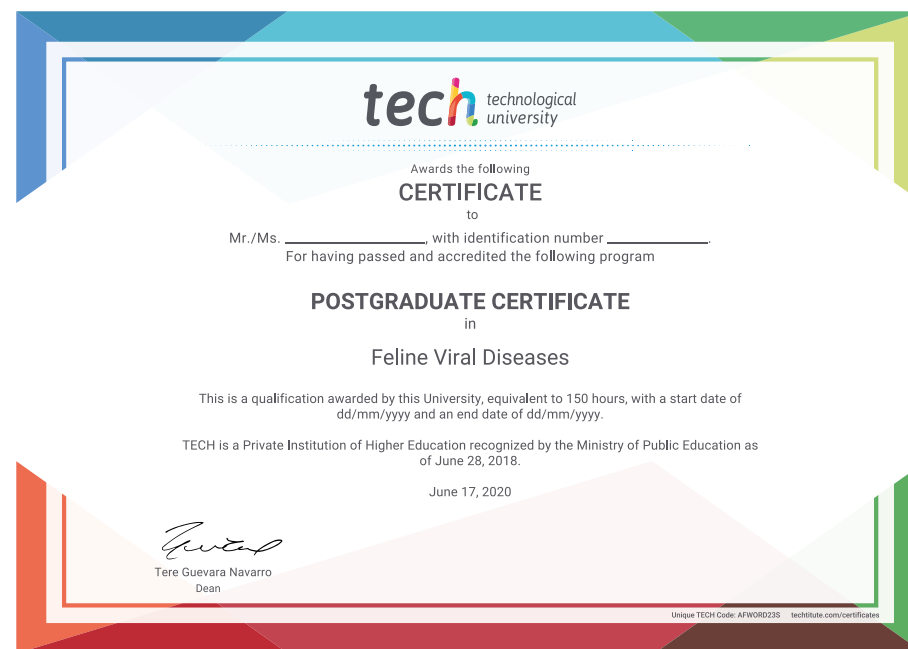 tech technological
university
Awards the following
CERTIFICATE
to
Mr./Ms. ____________________, with identification number ______________.
For having passed and accredited the following program
POSTGRADUATE CERTIFICATE
in
Feline Viral Diseases
This is a qualification awarded by this University, equivalent to 150 hours, with a start date of
dd/mm/yyyy and an end date of dd/mm/yyyy.
TECH is a Private Institution of Higher Education recognized by the Ministry of Public Education as
of June 28, 2018.
June 17, 2020
Tere Guevara Navarro
Dean
Unique TECH Code: AFWORD23S techtitute.com/certificates